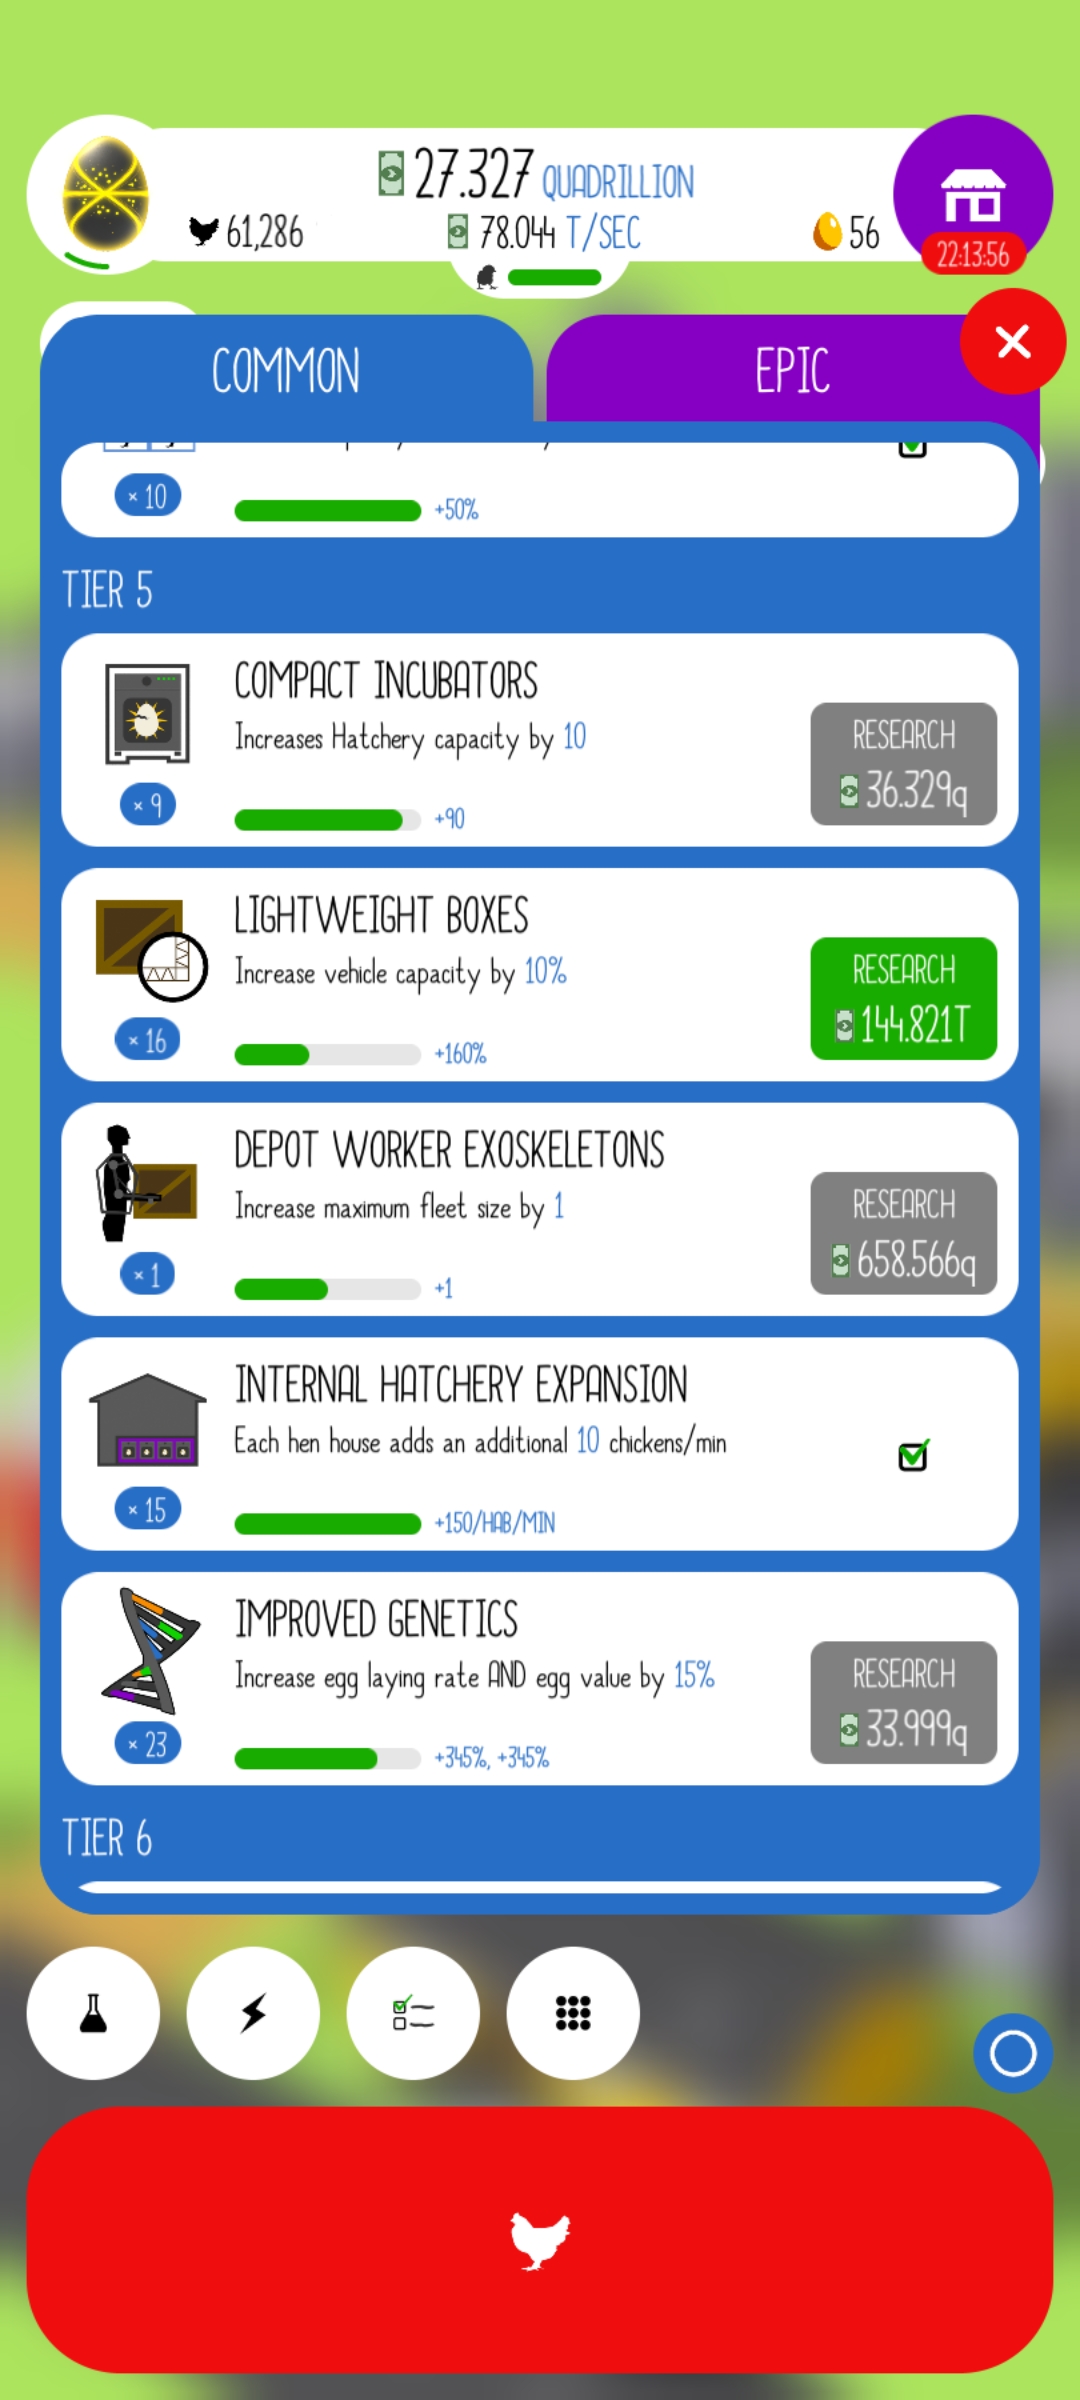 27.327 QUADRILLION
61,286
78.044 T/SEC
56
22:13:56
COMMON
EPIC
× 10
+50%
TIER 5
COMPACT INCUBATORS
Increases Hatchery capacity by 10
RESEARCH
36.329q
× 9
+90
LIGHTWEIGHT BOXES
Increase vehicle capacity by 10%
RESEARCH
144.821T
× 16
+160%
DEPOT WORKER EXOSKELETONS
Increase maximum fleet size by 1
RESEARCH
658.566q
× 1
+1
INTERNAL HATCHERY EXPANSION
Each hen house adds an additional 10 chickens/min
× 15
+150/HAB/MIN
IMPROVED GENETICS
Increase egg laying rate AND egg value by 15%
RESEARCH
33.999q
× 23
+345%, +345%
TIER 6